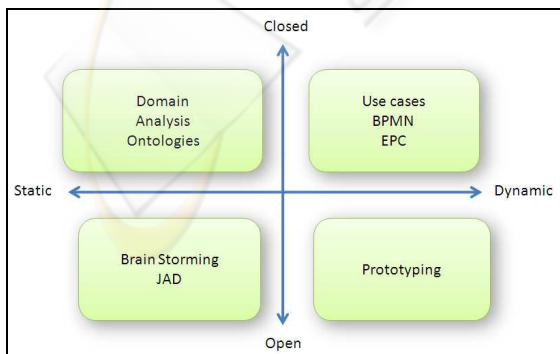 Closed
Domain
Analysis
Ontologies
Use cases
BPMN
EPC
Static
Dynamic
Brain Storming
JAD
Prototyping
Open